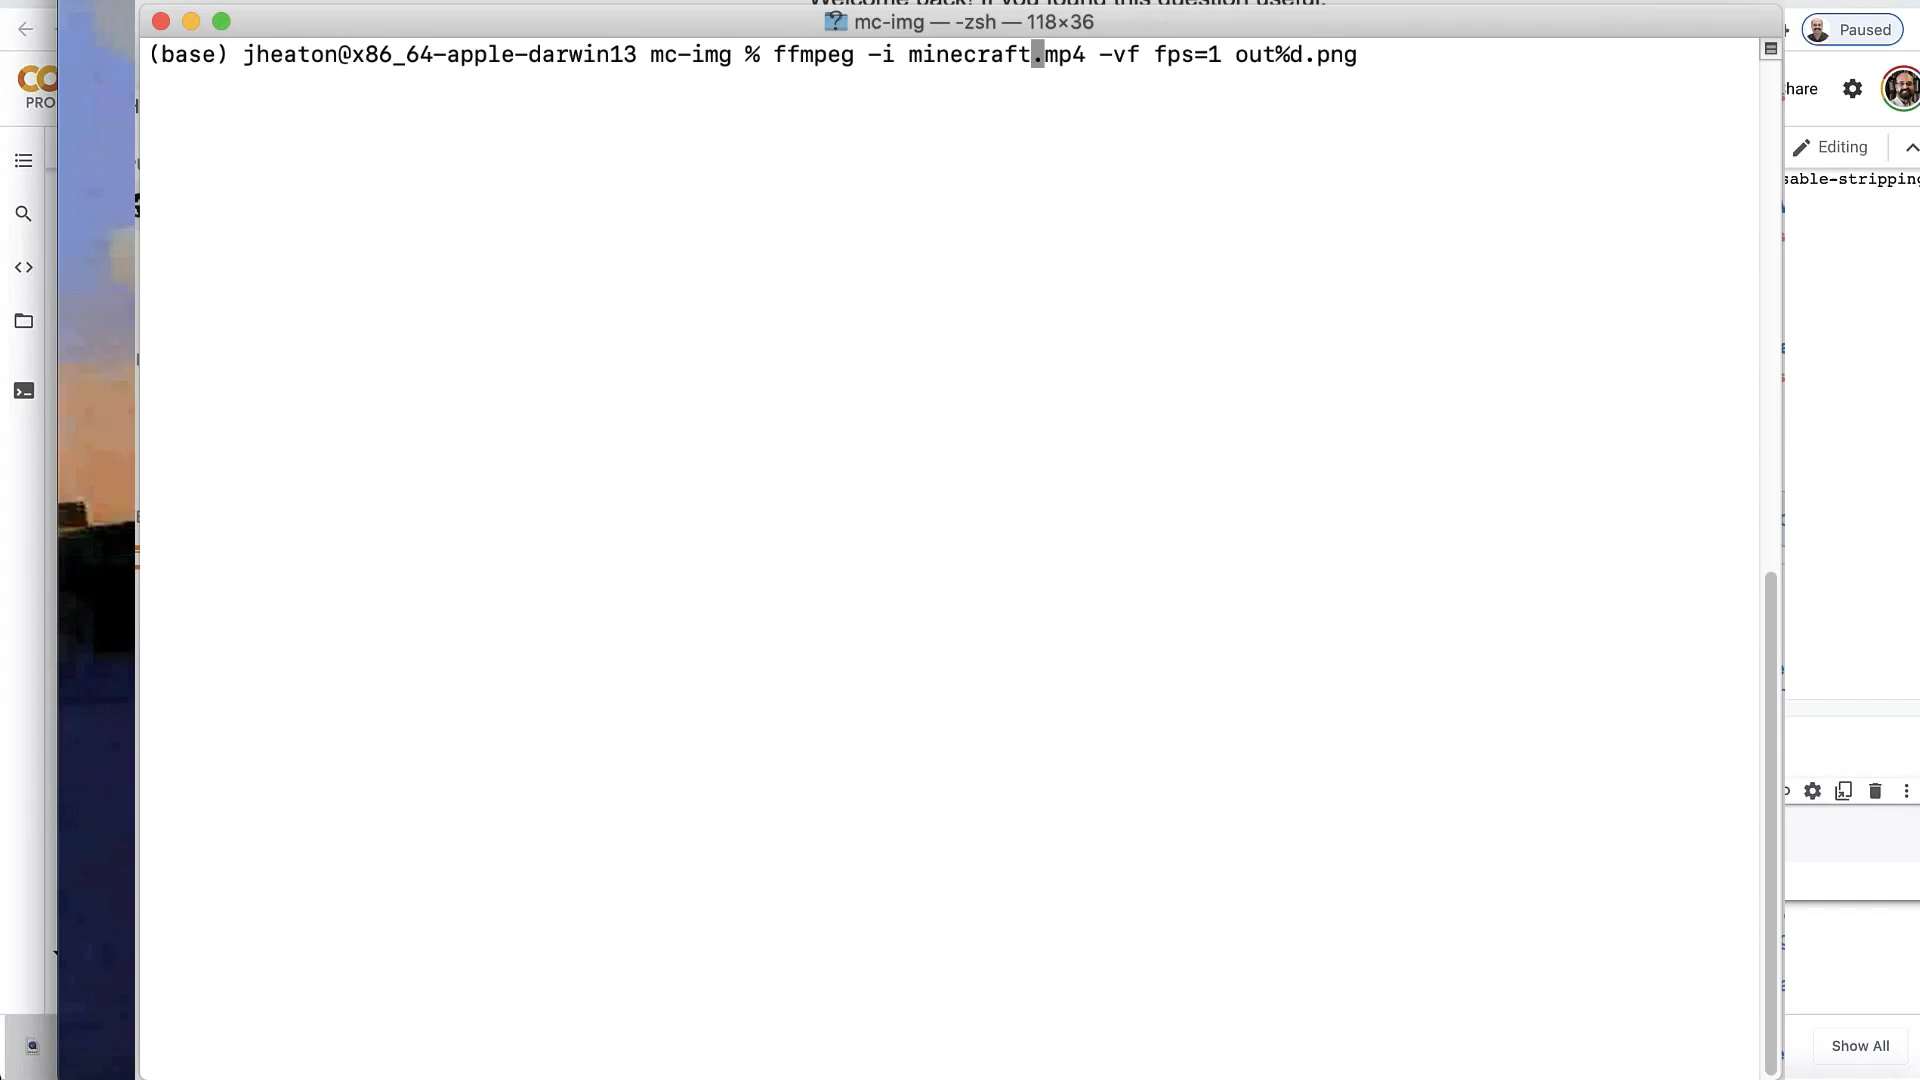 mc-img — -zsh — 118×36
Paused
(base) jheaton@x86_64-apple-darwin13 mc-img % ffmpeg -i minecraft.mp4 -vf fps=1 out%d.png
PRO
hare
Editing
sable-stripping
Show All